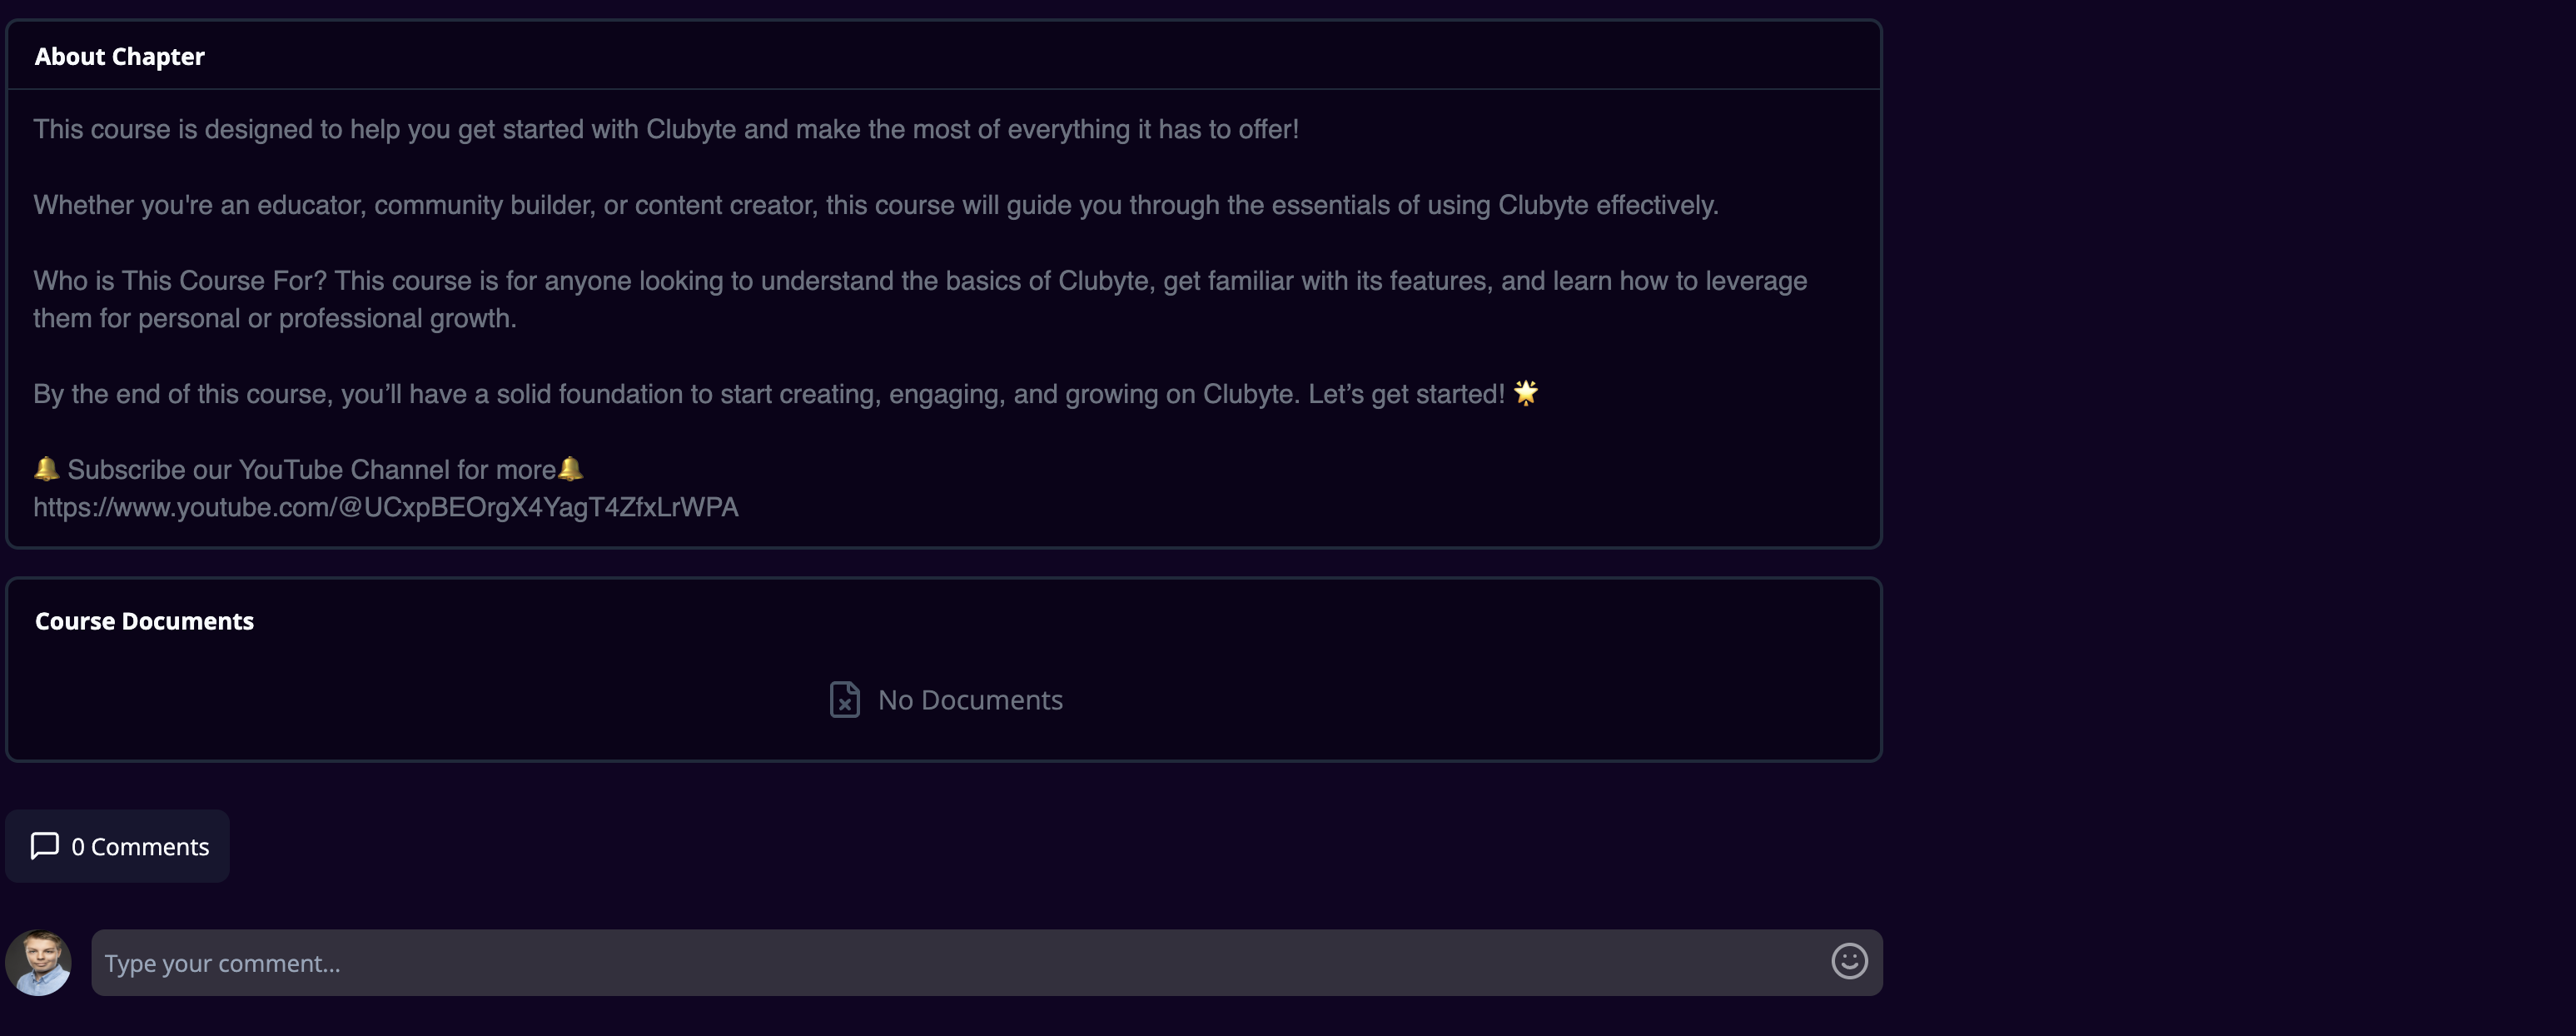 About Chapter
This course is designed to help you get started with Clubyte and make the most of everything it has to offer!
Whether you're an educator, community builder, or content creator, this course will guide you through the essentials of using Clubyte effectively.
Who is This Course For? This course is for anyone looking to understand the basics of Clubyte, get familiar with its features, and learn how to leverage
them for personal or professional growth.
By the end of this course, you’ll have a solid foundation to start creating, engaging, and growing on Clubyte. Let’s get started! 🌟
🔔 Subscribe our YouTube Channel for more🔔
https://www.youtube.com/@UCxpBEOrgX4YagT4ZfxLrWPA
Course Documents
No Documents
0 Comments
Type your comment...